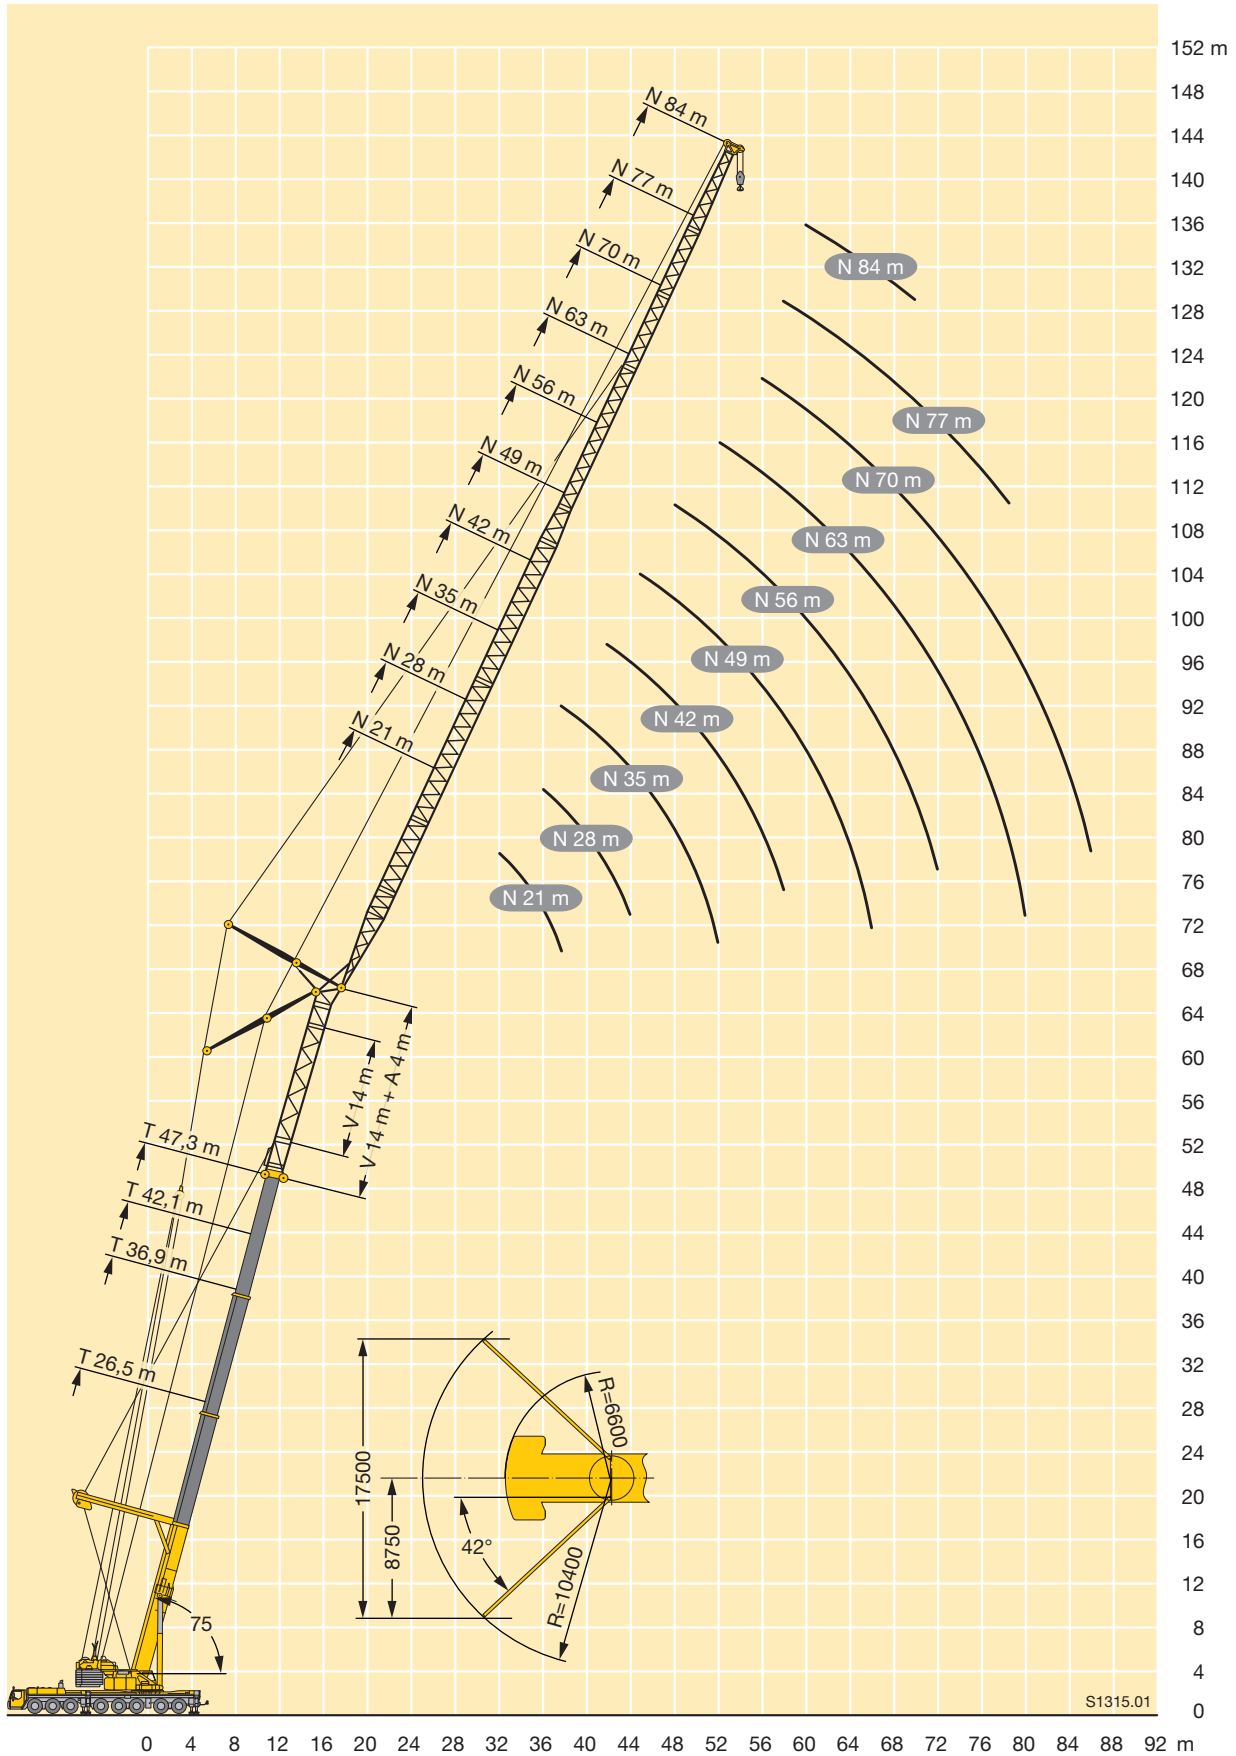 152 m
148
144
140
136
132
128
124
120
116
112
108
104
100
96
92
88
84
80
76
72
68
64
60
56
52
48
44
40
36
32
28
24
20
16
12
8
4
0
N 84 m
N 77 m
N 70 m
N 63 m
N 56 m
N 49 m
N 42 m
N 35 m
N 28 m
N 21 m
N 84 m
N 77 m
N 70 m
N 63 m
N 56 m
N 49 m
N 42 m
N 35 m
N 28 m
N 21 m
V 14 m
V 14 m + A 4 m
T 47,3 m
T 42,1 m
T 36,9 m
T 26,5 m
75
17500
8750
42°
R=6600
R=10400
S1315.01
0 4 8 12 16 20 24 28 32 36 40 44 48 52 56 60 64 68 72 76 80 84 88 92 m